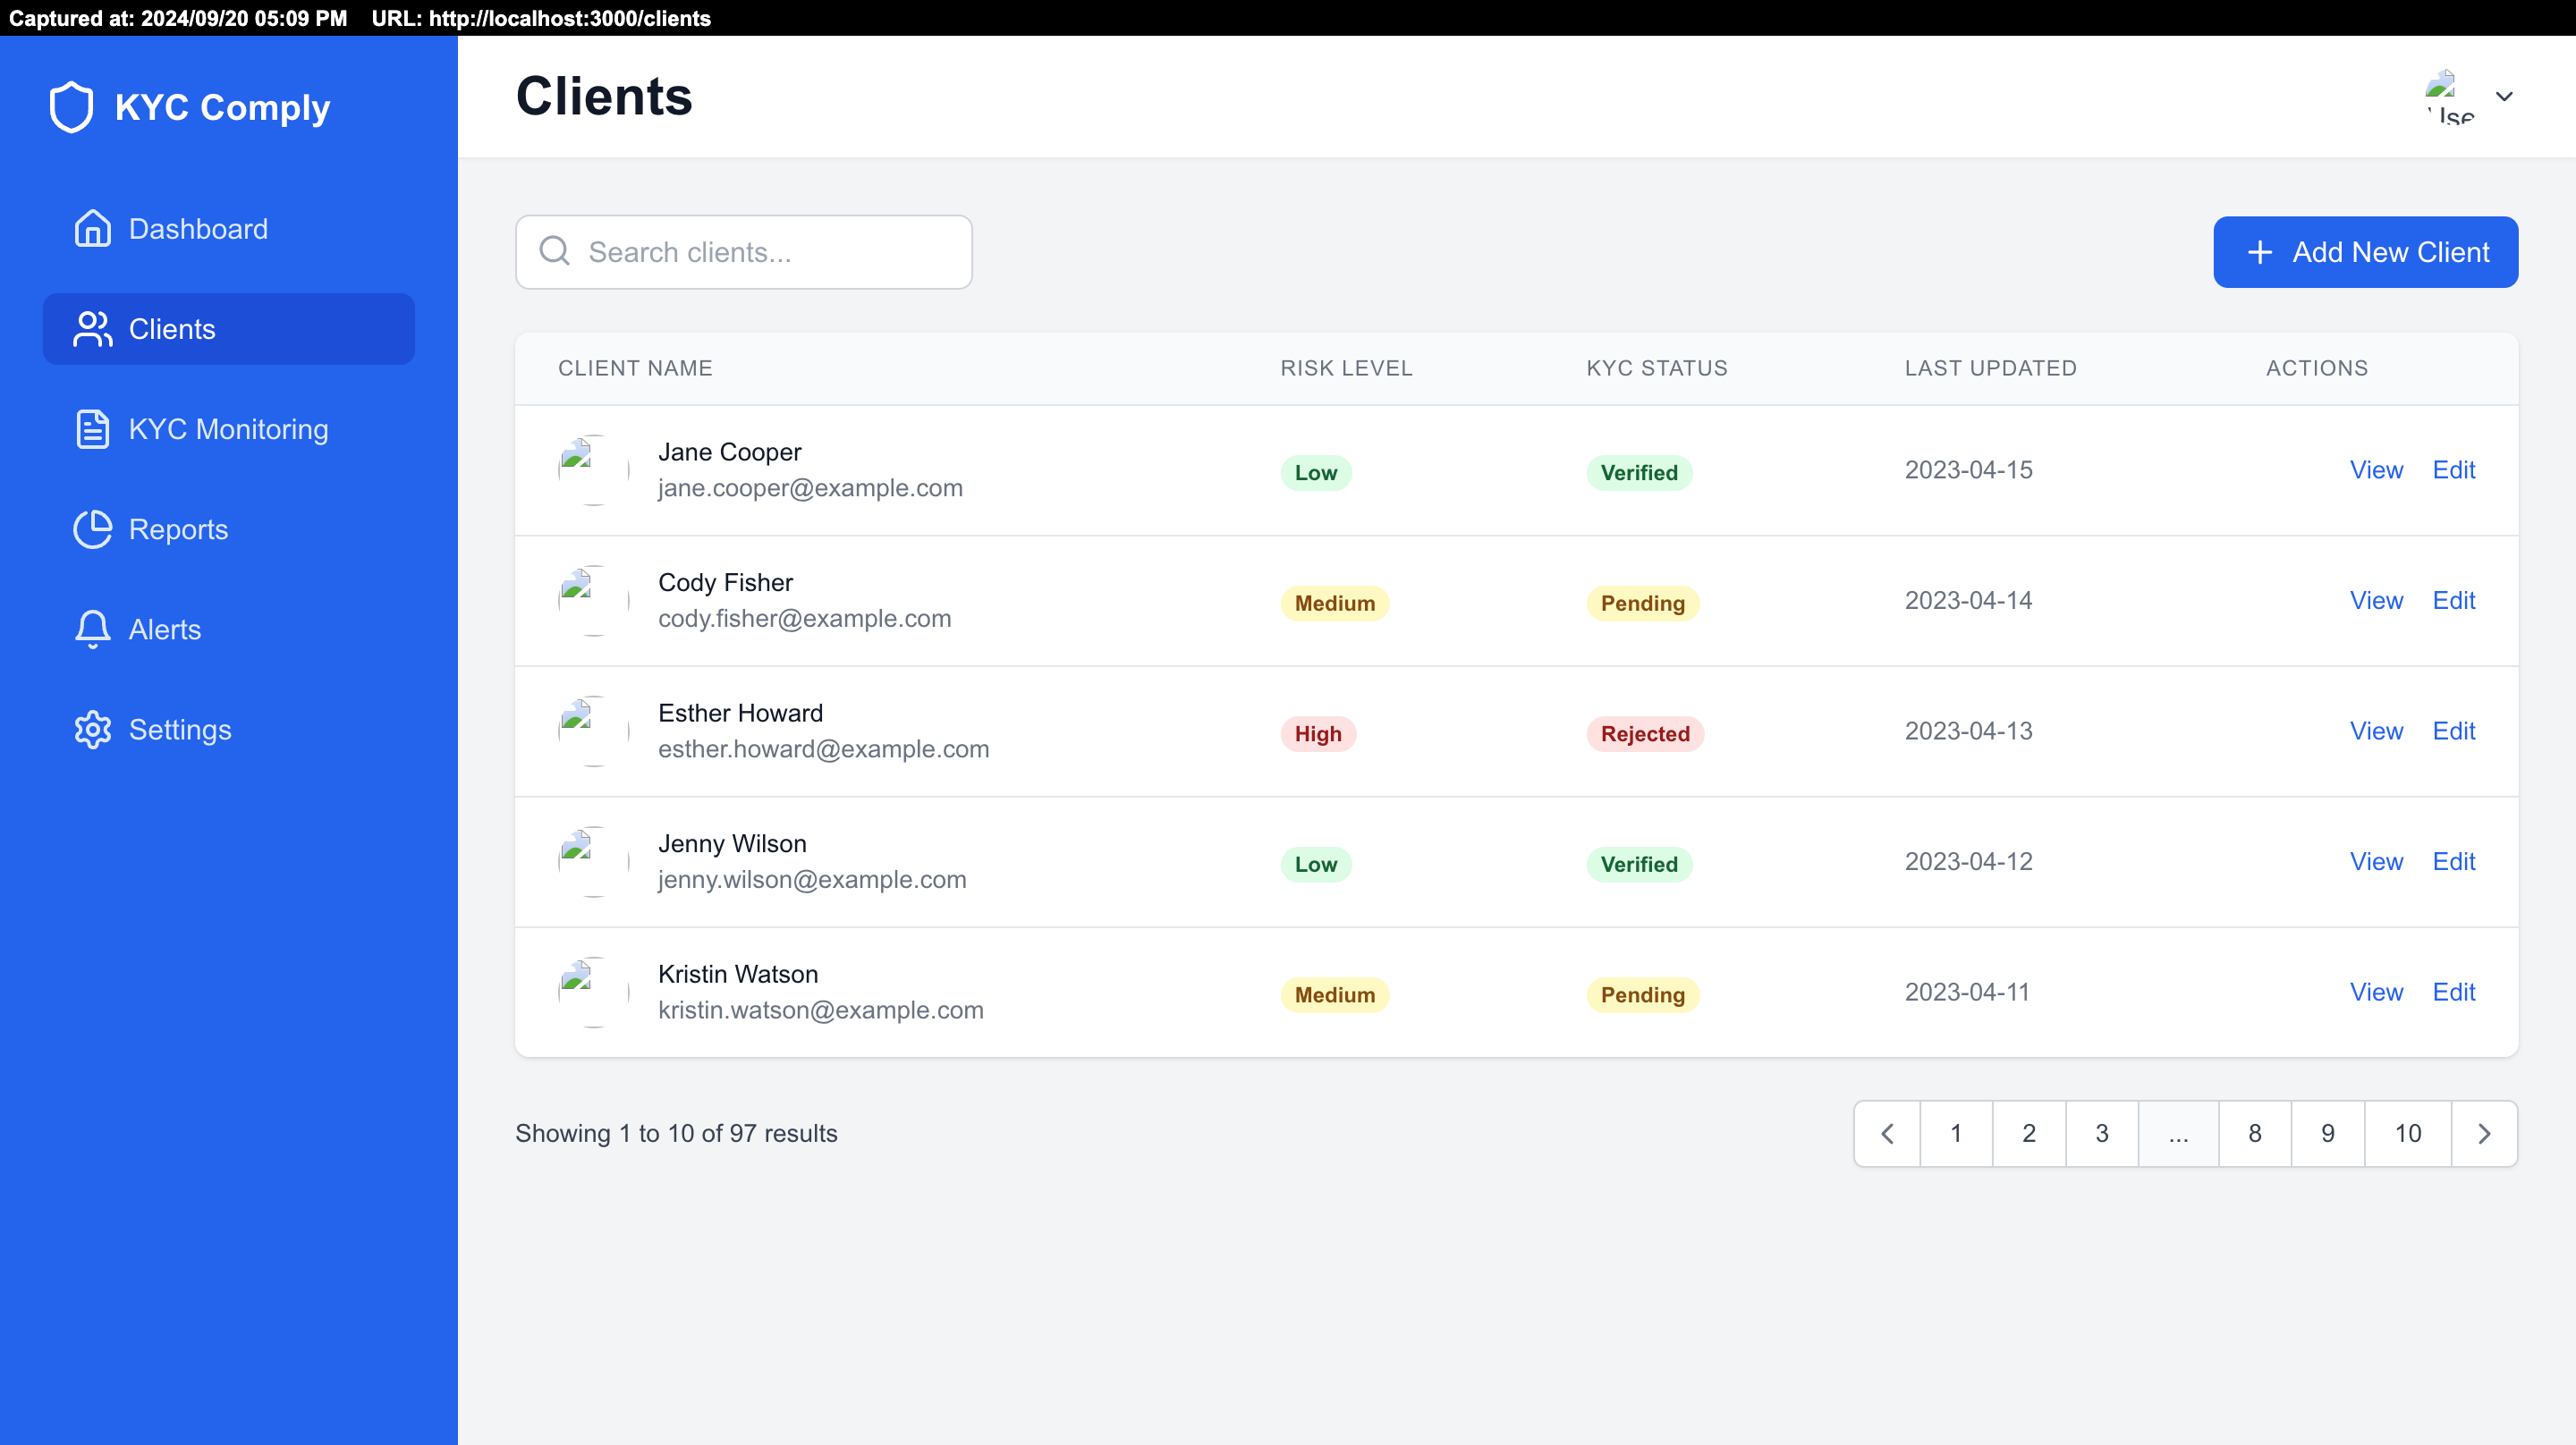 Captured at: 2024/09/20 05:09 PM URL: http://localhost:3000/clients
KYC Comply
Dashboard
Clients
KYC Monitoring
Reports
Alerts
Settings
Clients
Search clients...
Add New Client
CLIENT NAME RISK LEVEL KYC STATUS LAST UPDATED ACTIONS
Jane Cooper
jane.cooper@example.com
Low Verified 2023-04-15 View Edit
Cody Fisher
cody.fisher@example.com
Medium Pending 2023-04-14 View Edit
Esther Howard
esther.howard@example.com
High Rejected 2023-04-13 View Edit
Jenny Wilson
jenny.wilson@example.com
Low Verified 2023-04-12 View Edit
Kristin Watson
kristin.watson@example.com
Medium Pending 2023-04-11 View Edit
Showing 1 to 10 of 97 results
1 2 3 ... 8 9 10